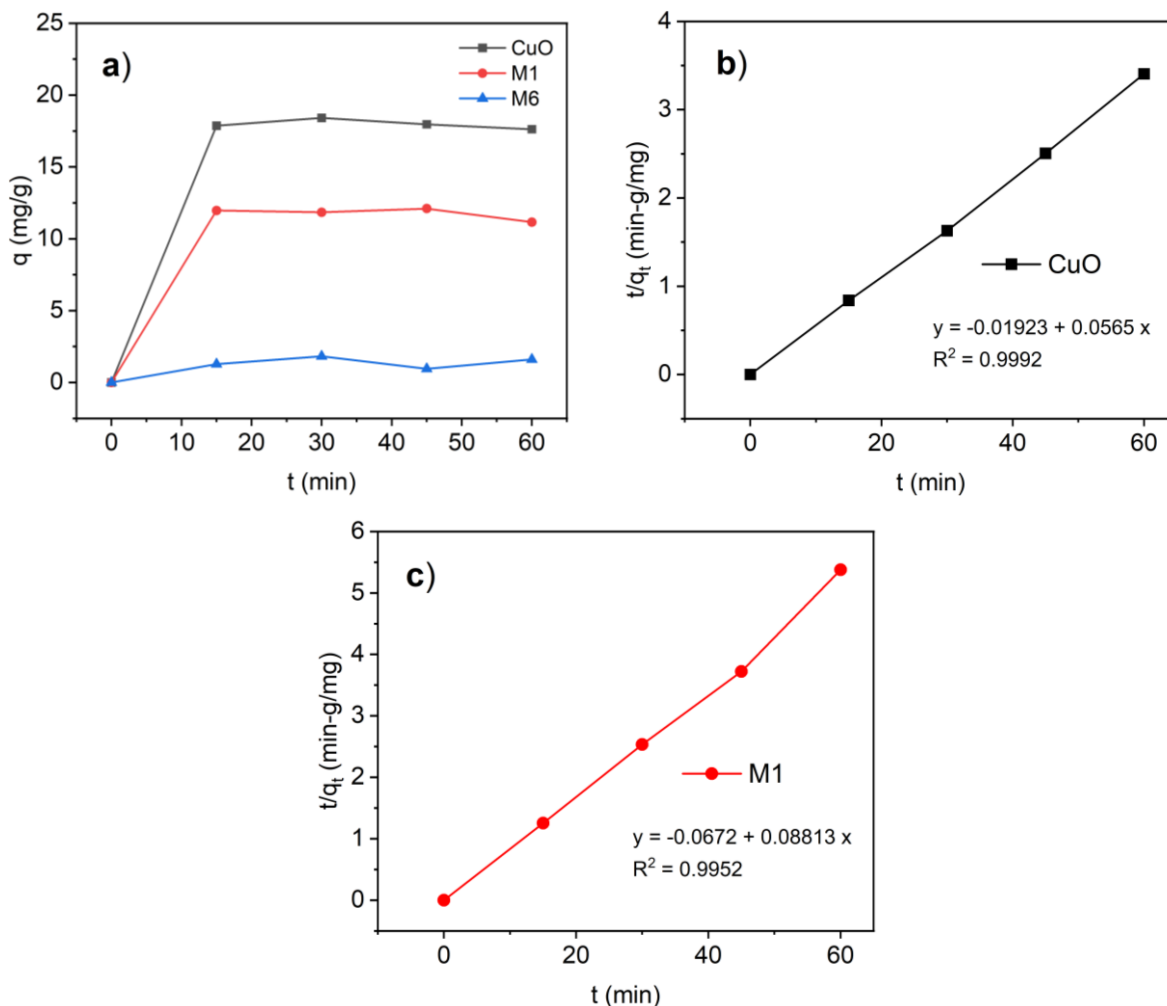 a)
CuO
M1
M6
q (mg/g)
25
20
15
10
5
0
0 10 20 30 40 50 60
t (min)
b)
t/qt (min-g/mg)
4
3
2
1
0
CuO
y = -0.01923 + 0.0565 x
R² = 0.9992
0 20 40 60
t (min)
c)
t/qt (min-g/mg)
6
5
4
3
2
1
0
M1
y = -0.0672 + 0.08813 x
R² = 0.9952
0 20 40 60
t (min)